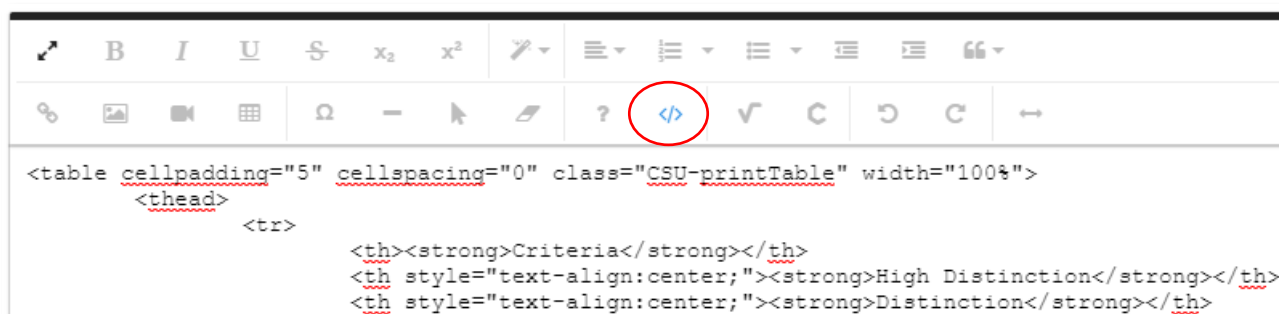 B I U S x₂ x²
Ω ? </>
<table cellpadding="5" cellspacing="0" class="CSU-printTable" width="100%">
<thead>
<tr>
<th><strong>Criteria</strong></th>
<th style="text-align:center;"><strong>High Distinction</strong></th>
<th style="text-align:center;"><strong>Distinction</strong></th>